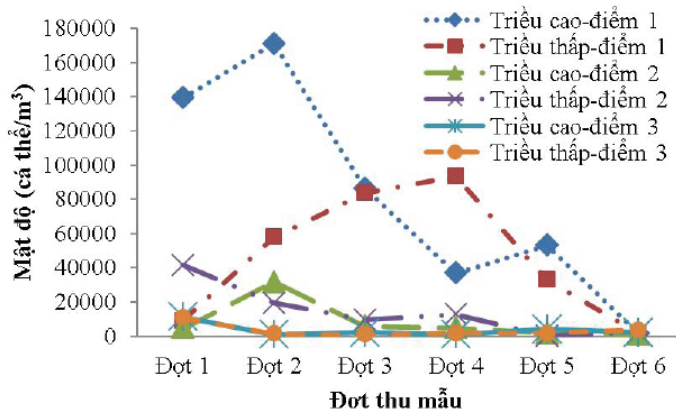 180000
160000
140000
120000
100000
80000
60000
40000
20000
0
Mật độ (cá thể/m³)
Triều cao-điểm 1
Triều thấp-điểm 1
Triều cao-điểm 2
Triều thấp-điểm 2
Triều cao-điểm 3
Triều thấp-điểm 3
Đợt 1 Đợt 2 Đợt 3 Đợt 4 Đợt 5 Đợt 6
Đơt thu mẫu